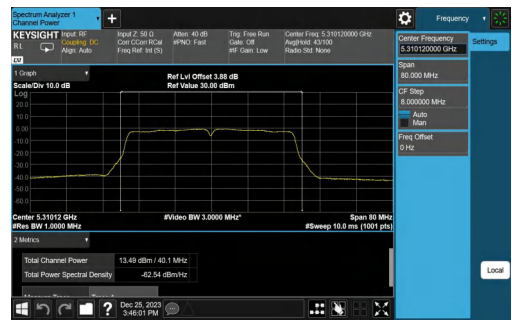 Spectrum Analyzer 1
Channel Power
+
Frequency
KEYSIGHT
Input: RF
Input Z: 50 Ω
Atten: 40 dB
Trig: Free Run
Center Freq: 5.310120000 GHz
RL
Coupling: DC
Corr CCorr RCal
#PNO: Fast
Gate: Off
Avg|Hold: 43/100
Align: Auto
Freq Ref: Int (S)
#IF Gain: Low
Radio Std: None
LV
Center Frequency
5.310120000 GHz
Settings
Span
80.000 MHz
CF Step
8.000000 MHz
Auto
Man
Freq Offset
0 Hz
Local
1 Graph
Ref Lvl Offset 3.88 dB
Scale/Div 10.0 dB
Ref Value 30.00 dBm
Log
20.0
10.0
0.00
-10.0
-20.0
-30.0
-40.0
-50.0
-60.0
Center 5.31012 GHz
#Video BW 3.0000 MHz*
Span 80 MHz
#Res BW 1.0000 MHz
#Sweep 10.0 ms (1001 pts)
2 Metrics
Total Channel Power
13.49 dBm / 40.1 MHz
Total Power Spectral Density
-62.54 dBm/Hz
?
Dec 25, 2023
3:46:01 PM